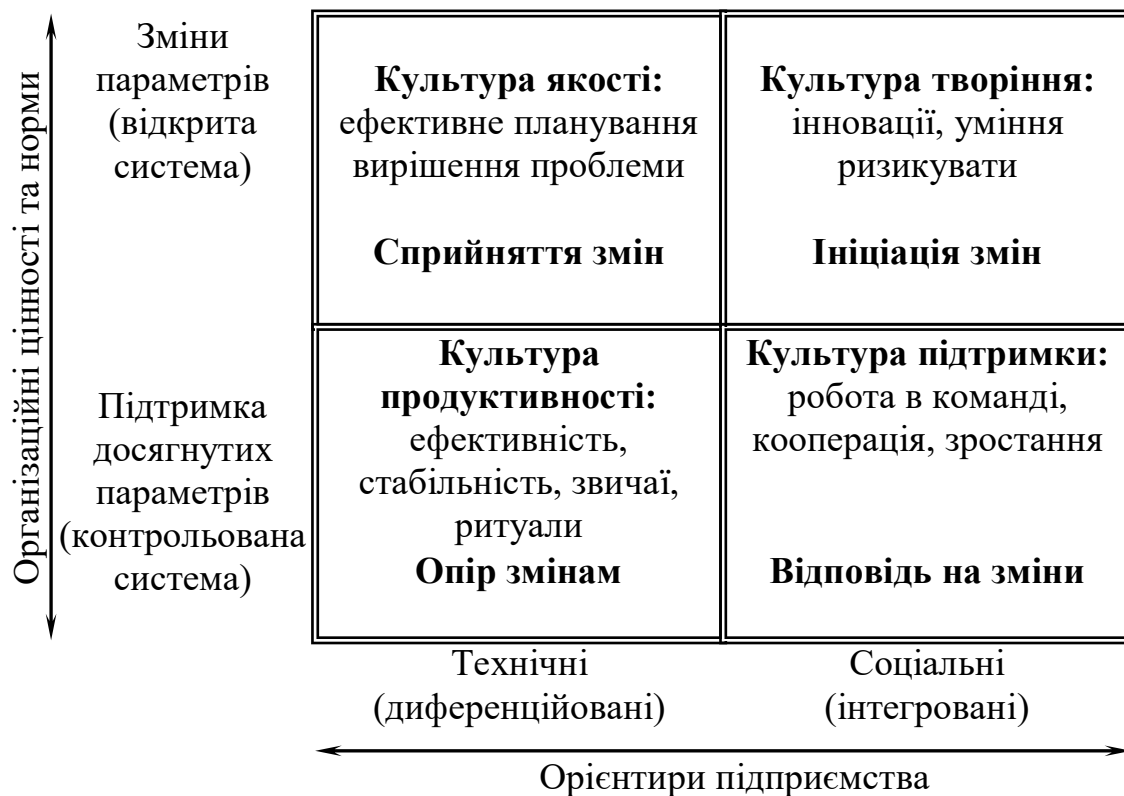 Організаційні цінності та норми
Зміни
параметрів
(відкрита
система)
Культура якості:
ефективне планування
вирішення проблеми
Сприйняття змін
Культура творіння:
інновації, уміння
ризикувати
Ініціація змін
Підтримка
досягнутих
параметрів
(контрольована
система)
Культура
продуктивності:
ефективність,
стабільність, звичаї,
ритуали
Опір змінам
Культура підтримки:
робота в команді,
кооперація, зростання
Відповідь на зміни
Технічні
(диференційовані)
Соціальні
(інтегровані)
Орієнтири підприємства